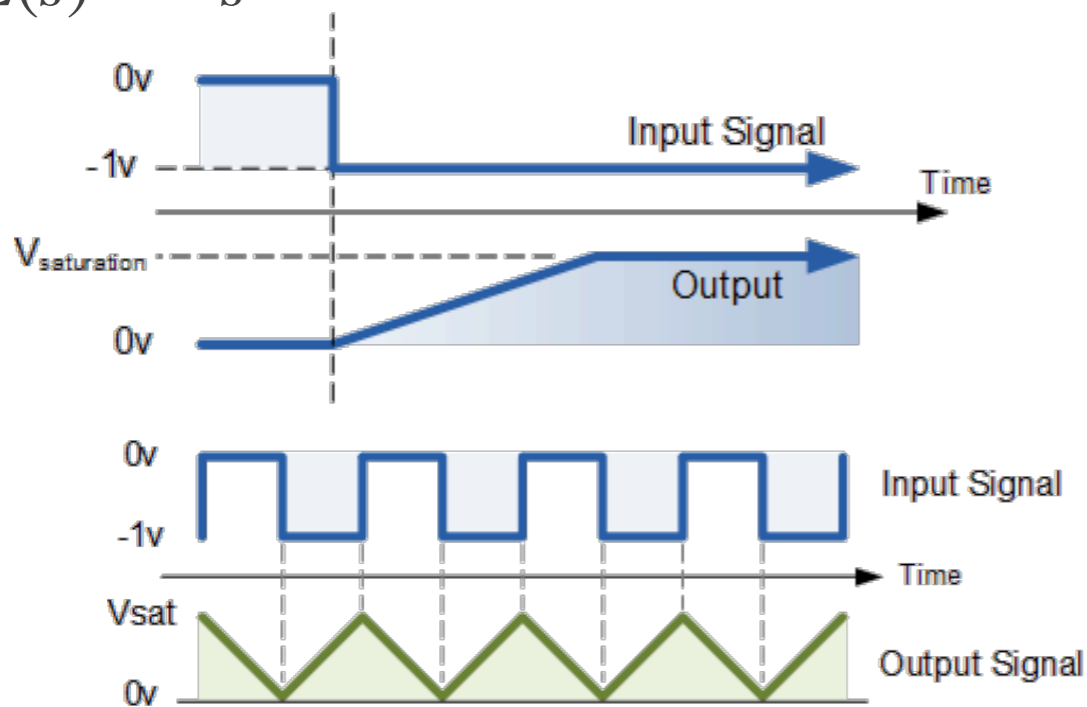 0v
Input Signal
-1v
Time
Vsaturation
Output
0v
0v
Input Signal
-1v
Time
Vsat
Output Signal
0v